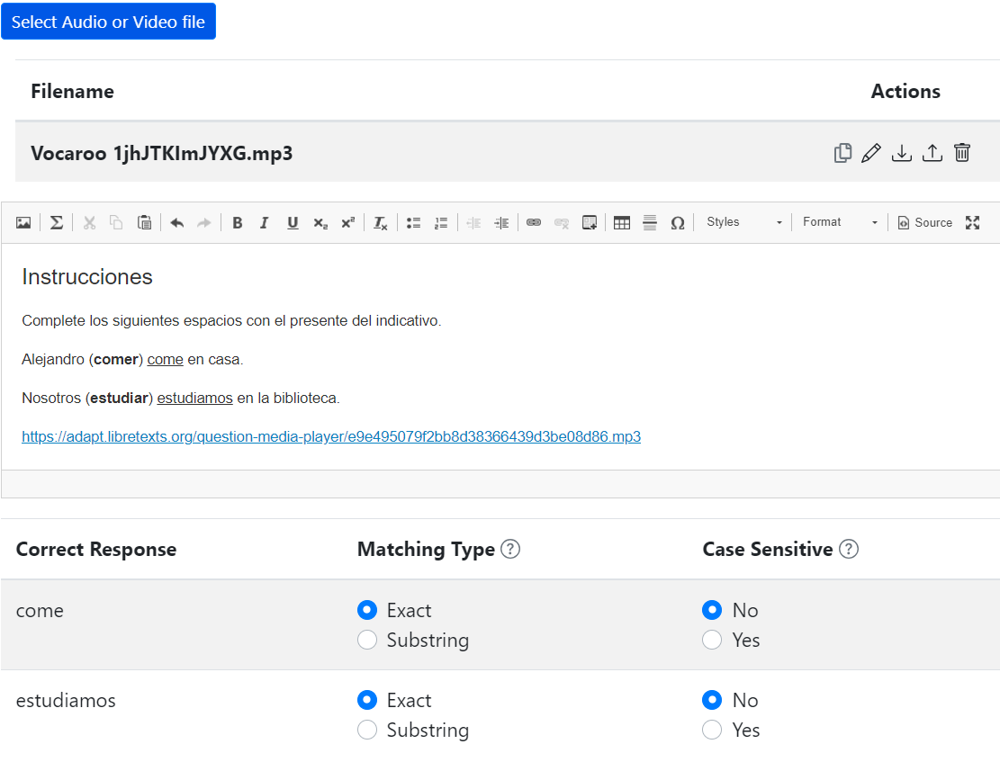 Select Audio or Video file
Filename Actions
Vocaroo 1jhJTKImJYXG.mp3
Σ B I U x₂ x² Tx Ω Styles Format Source
Instrucciones
Complete los siguientes espacios con el presente del indicativo.
Alejandro (comer) come en casa.
Nosotros (estudiar) estudiamos en la biblioteca.
https://adapt.libretexts.org/question-media-player/e9e495079f2bb8d38366439d3be08d86.mp3
Correct Response Matching Type ? Case Sensitive ?
come Exact No
Substring Yes
estudiamos Exact No
Substring Yes